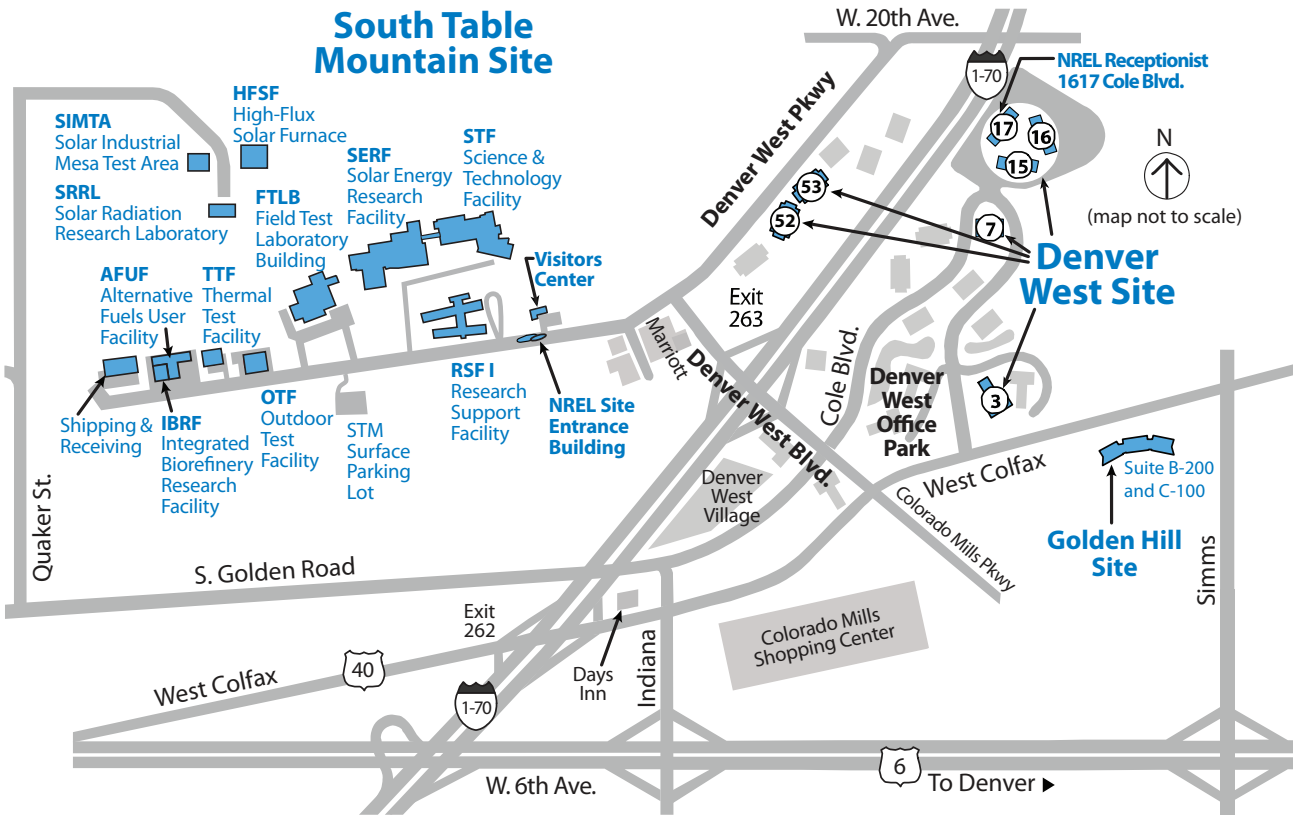 South Table
Mountain Site
W. 20th Ave.
1-70
NREL Receptionist
1617 Cole Blvd.
17
16
15
N
(map not to scale)
SIMTA
Solar Industrial
Mesa Test Area
HFSF
High-Flux
Solar Furnace
SRRL
Solar Radiation
Research Laboratory
FTLB
Field Test
Laboratory
Building
SERF
Solar Energy
Research
Facility
STF
Science &
Technology
Facility
Denver West Pkwy
53
52
7
Denver
West Site
Visitors
Center
AFUF
Alternative
Fuels User
Facility
TTF
Thermal
Test
Facility
Exit
263
Marriott
Denver West Blvd.
Cole Blvd.
Denver
West
Office
Park
3
Shipping &
Receiving
IBRF
Integrated
Biorefinery
Research
Facility
OTF
Outdoor
Test
Facility
STM
Surface
Parking
Lot
RSF I
Research
Support
Facility
NREL Site
Entrance
Building
Denver
West
Village
West Colfax
Colorado Mills Pkwy
Suite B-200
and C-100
Golden Hill
Site
Simms
Quaker St.
S. Golden Road
Exit
262
Days
Inn
Indiana
Colorado Mills
Shopping Center
West Colfax
40
1-70
W. 6th Ave.
6
To Denver